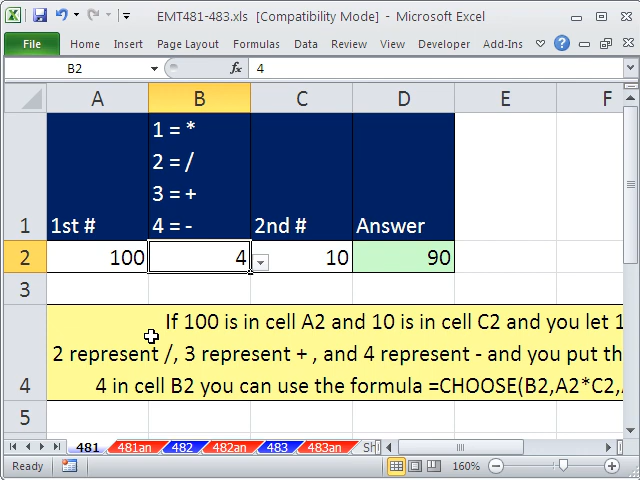 EMT481-483.xls [Compatibility Mode] - Microsoft Excel
File Home Insert Page Layout Formulas Data Review View Developer Add-Ins
B2 fx 4
A B C D E F
1 = *
2 = /
3 = +
4 = -
1 1st # 2nd # Answer
2 100 4 10 90
3
If 100 is in cell A2 and 10 is in cell C2 and you let 1
2 represent /, 3 represent + , and 4 represent - and you put th
4 4 in cell B2 you can use the formula =CHOOSE(B2,A2*C2,
5
481 481an 482 482an 483 483an Sh
Ready 160%